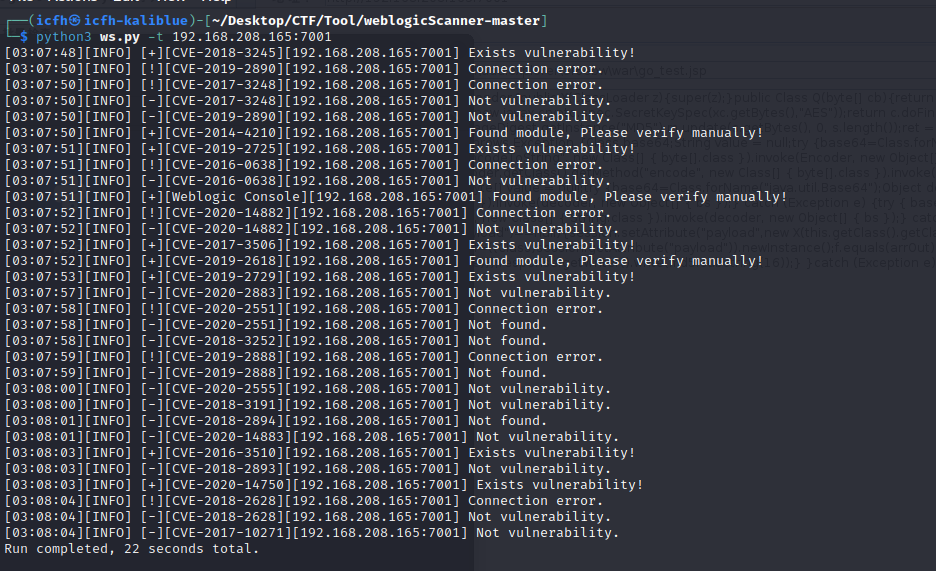 ┌──(icfh㉿icfh-kaliblue)-[~/Desktop/CTF/Tool/weblogicScanner-master]
└─$ python3 ws.py -t 192.168.208.165:7001
[03:07:48][INFO] [+][CVE-2018-3245][192.168.208.165:7001] Exists vulnerability!
[03:07:50][INFO] [!][CVE-2019-2890][192.168.208.165:7001] Connection error.
[03:07:50][INFO] [!][CVE-2017-3248][192.168.208.165:7001] Connection error.
[03:07:50][INFO] [-][CVE-2017-3248][192.168.208.165:7001] Not vulnerability.
[03:07:50][INFO] [-][CVE-2019-2890][192.168.208.165:7001] Not vulnerability.
[03:07:50][INFO] [+][CVE-2014-4210][192.168.208.165:7001] Found module, Please verify manually!
[03:07:51][INFO] [+][CVE-2019-2725][192.168.208.165:7001] Exists vulnerability!
[03:07:51][INFO] [!][CVE-2016-0638][192.168.208.165:7001] Connection error.
[03:07:51][INFO] [-][CVE-2016-0638][192.168.208.165:7001] Not vulnerability.
[03:07:51][INFO] [+][Weblogic Console][192.168.208.165:7001] Found module, Please verify manually!
[03:07:52][INFO] [!][CVE-2020-14882][192.168.208.165:7001] Connection error.
[03:07:52][INFO] [-][CVE-2020-14882][192.168.208.165:7001] Not vulnerability.
[03:07:52][INFO] [+][CVE-2017-3506][192.168.208.165:7001] Exists vulnerability!
[03:07:52][INFO] [+][CVE-2019-2618][192.168.208.165:7001] Found module, Please verify manually!
[03:07:53][INFO] [+][CVE-2019-2729][192.168.208.165:7001] Exists vulnerability!
[03:07:57][INFO] [-][CVE-2020-2883][192.168.208.165:7001] Not vulnerability.
[03:07:58][INFO] [!][CVE-2020-2551][192.168.208.165:7001] Connection error.
[03:07:58][INFO] [-][CVE-2020-2551][192.168.208.165:7001] Not found.
[03:07:58][INFO] [-][CVE-2018-3252][192.168.208.165:7001] Not found.
[03:07:59][INFO] [!][CVE-2019-2888][192.168.208.165:7001] Connection error.
[03:07:59][INFO] [-][CVE-2019-2888][192.168.208.165:7001] Not found.
[03:08:00][INFO] [-][CVE-2020-2555][192.168.208.165:7001] Not vulnerability.
[03:08:00][INFO] [-][CVE-2018-3191][192.168.208.165:7001] Not vulnerability.
[03:08:01][INFO] [-][CVE-2018-2894][192.168.208.165:7001] Not found.
[03:08:01][INFO] [-][CVE-2020-14883][192.168.208.165:7001] Not vulnerability.
[03:08:03][INFO] [+][CVE-2016-3510][192.168.208.165:7001] Exists vulnerability!
[03:08:03][INFO] [-][CVE-2018-2893][192.168.208.165:7001] Not vulnerability.
[03:08:03][INFO] [+][CVE-2020-14750][192.168.208.165:7001] Exists vulnerability!
[03:08:04][INFO] [!][CVE-2018-2628][192.168.208.165:7001] Connection error.
[03:08:04][INFO] [-][CVE-2018-2628][192.168.208.165:7001] Not vulnerability.
[03:08:04][INFO] [-][CVE-2017-10271][192.168.208.165:7001] Not vulnerability.
Run completed, 22 seconds total.